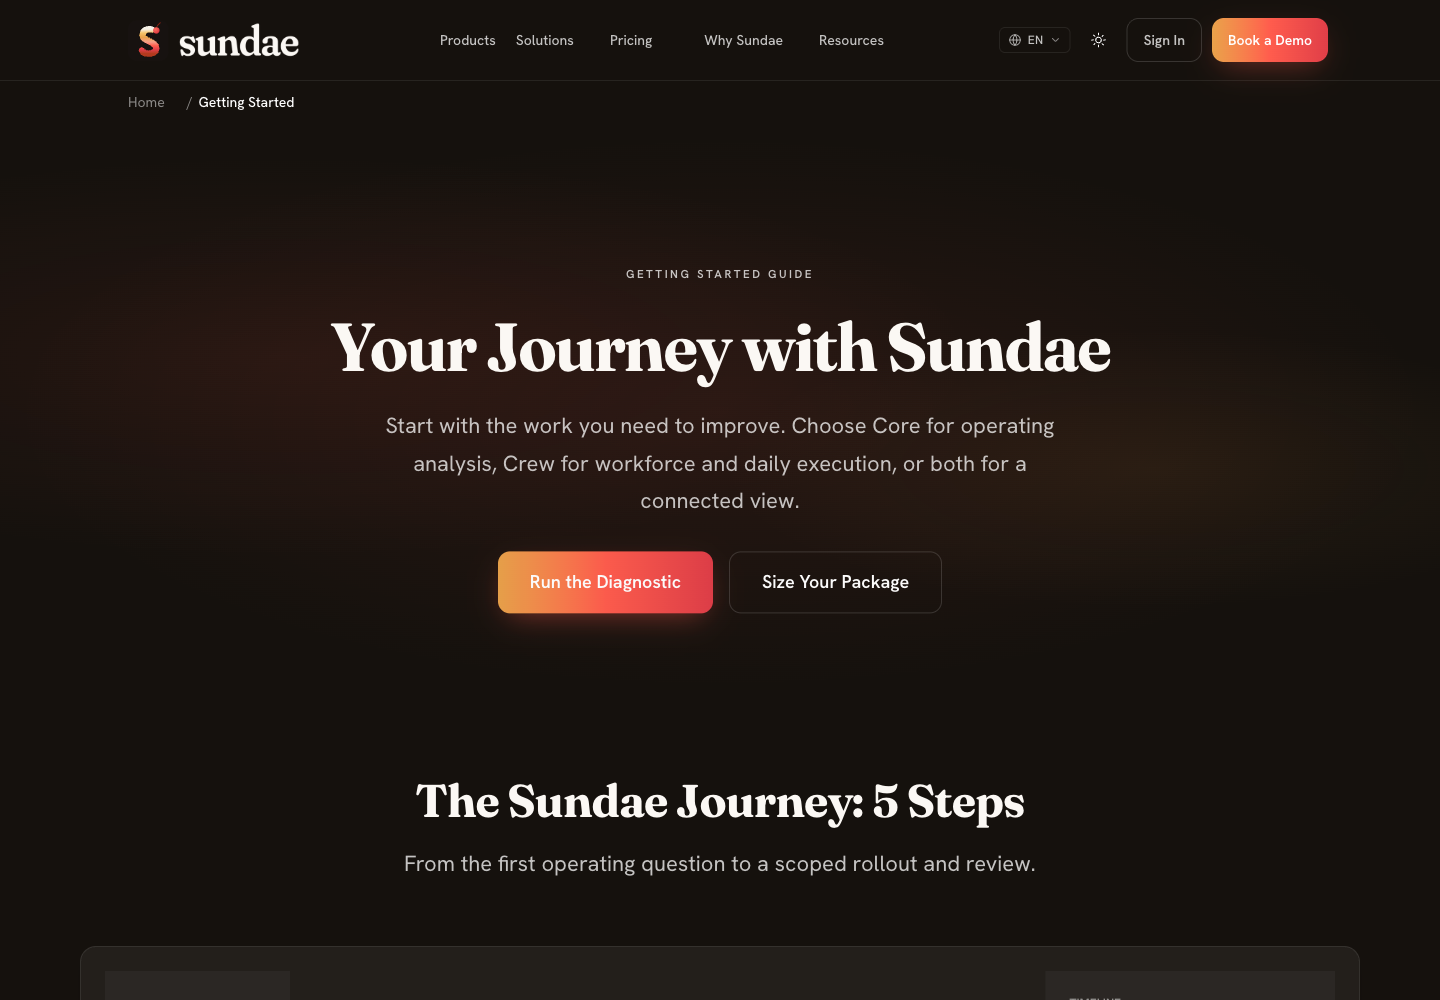 sundae
Products
Solutions
Pricing
Why Sundae
Resources
EN
Sign In
Book a Demo
Home / Getting Started
GETTING STARTED GUIDE
Your Journey with Sundae
Start with the work you need to improve. Choose Core for operating
analysis, Crew for workforce and daily execution, or both for a
connected view.
Run the Diagnostic
Size Your Package
The Sundae Journey: 5 Steps
From the first operating question to a scoped rollout and review.